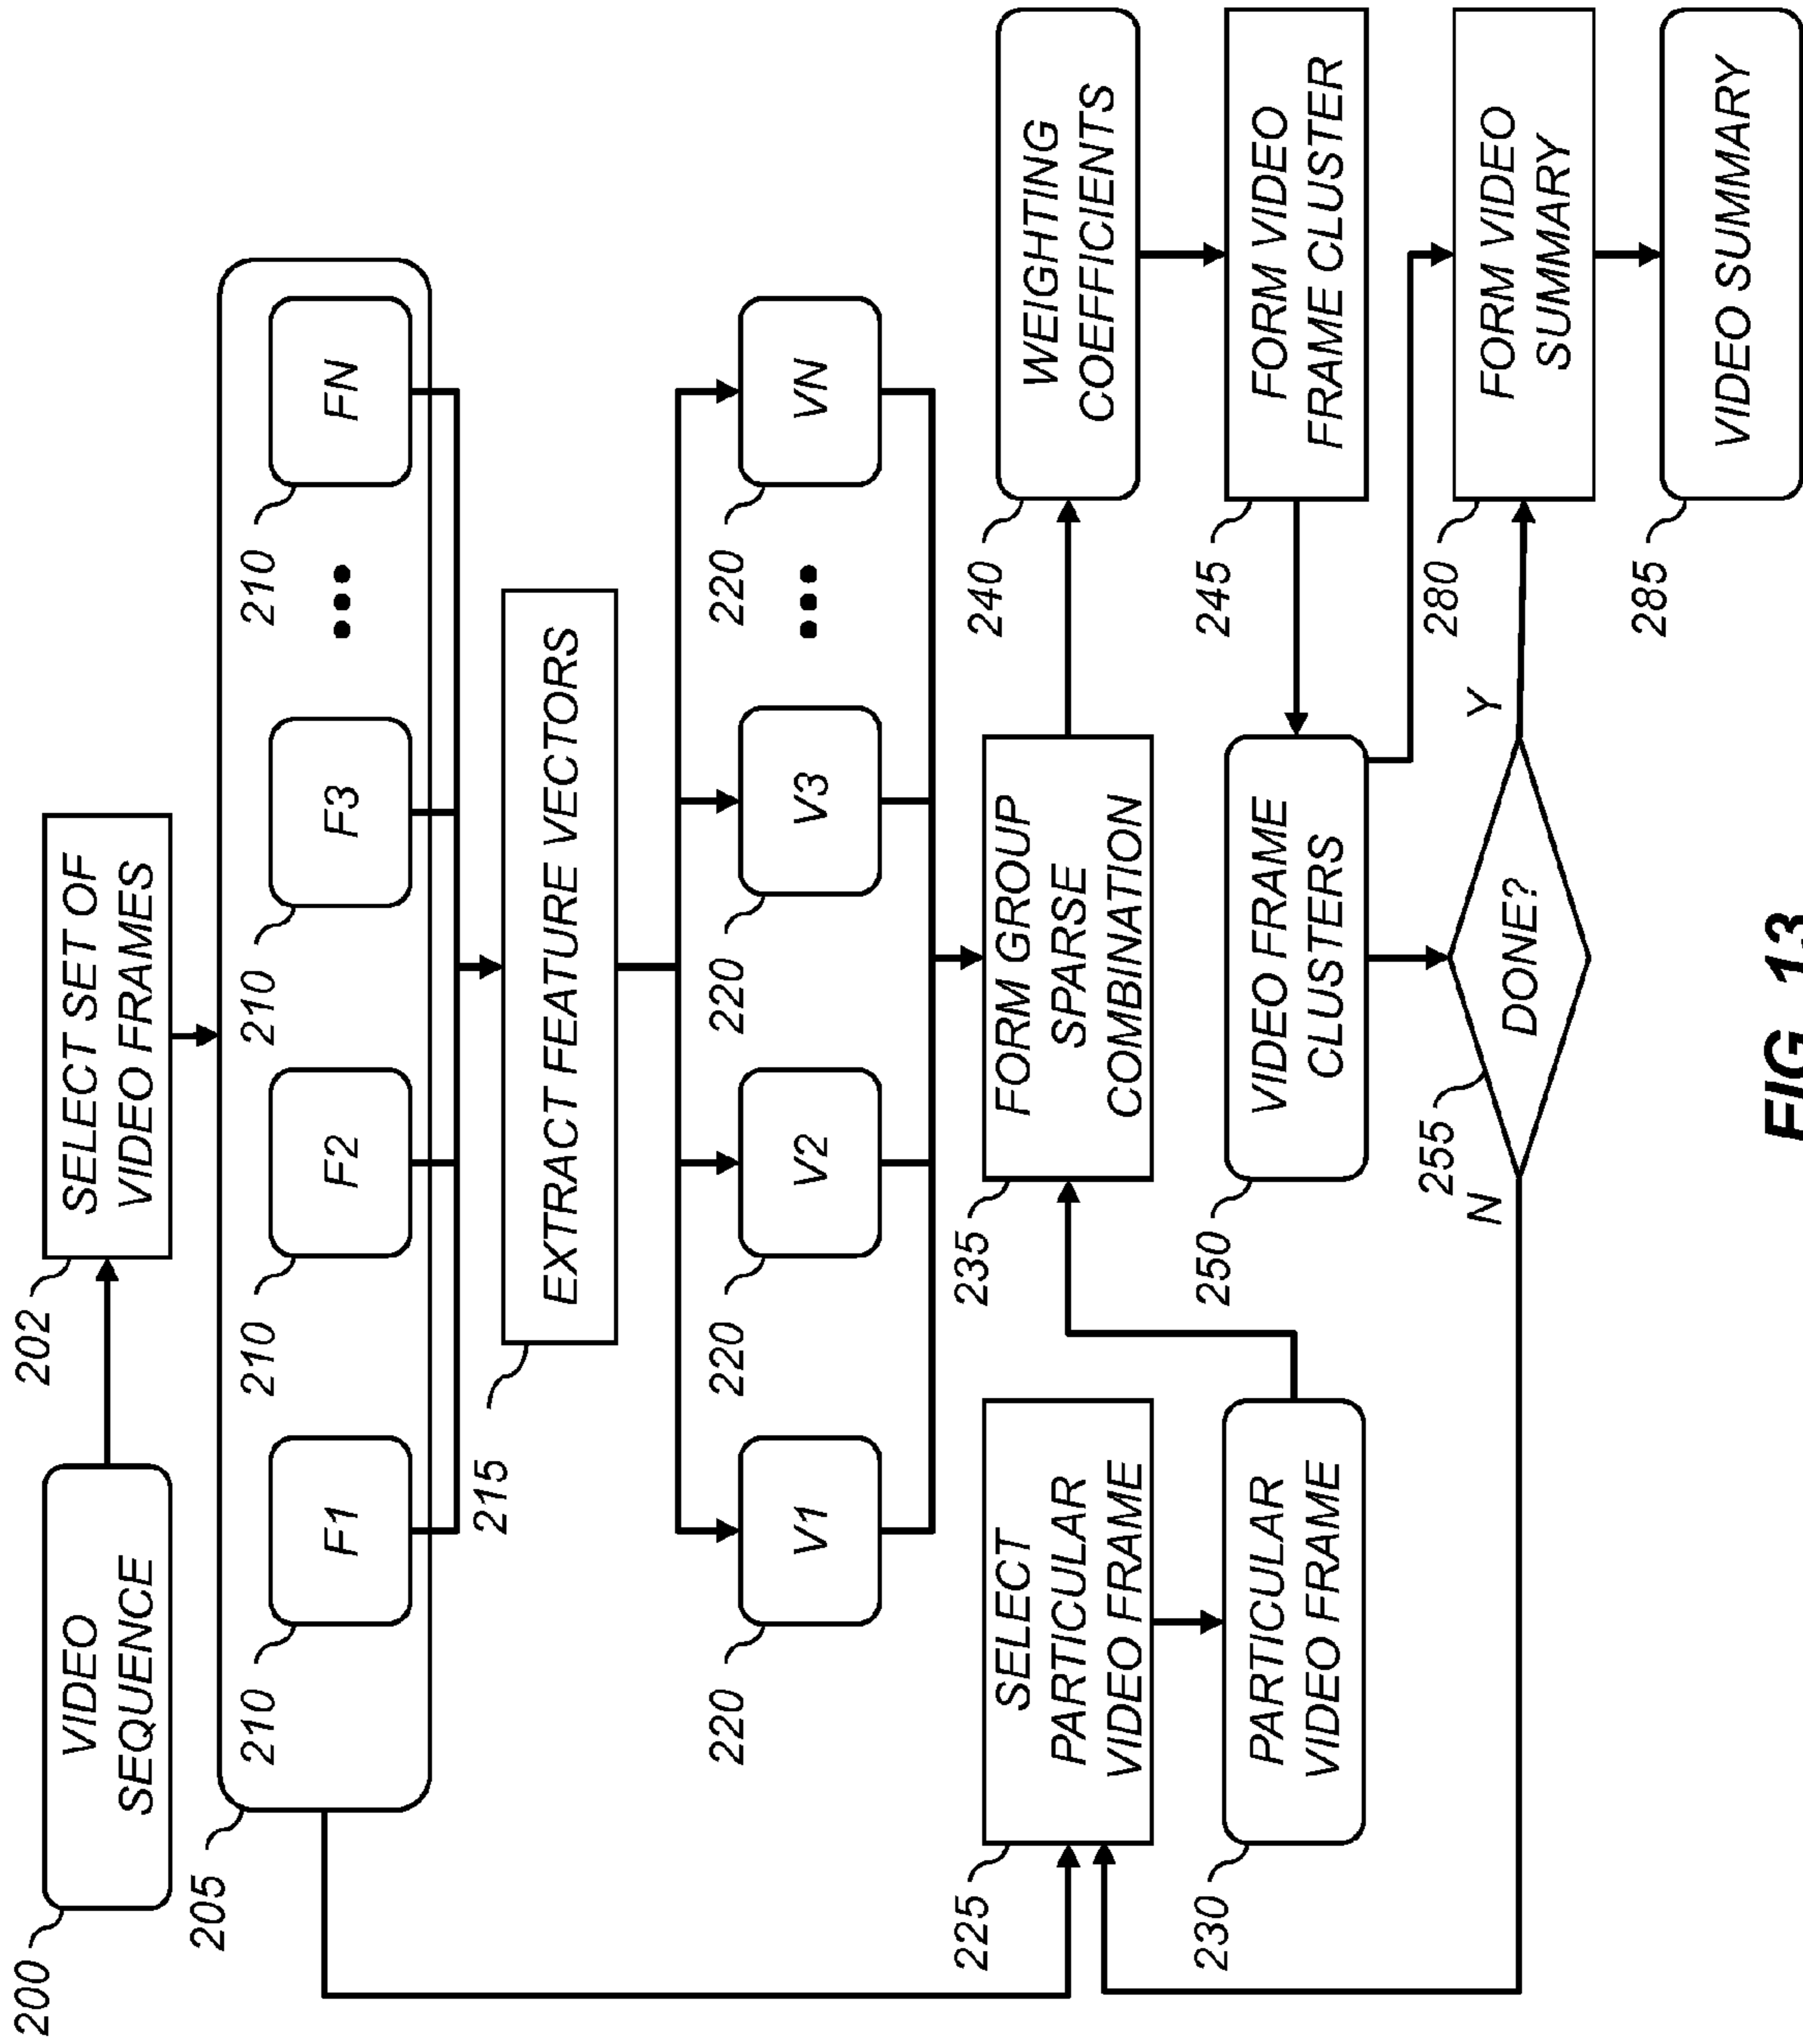 200
VIDEO
SEQUENCE
202
SELECT SET OF
VIDEO FRAMES
205
210
F1
210
F2
210
F3
•••
210
FN
215
EXTRACT FEATURE VECTORS
220
V1
220
V2
220
V3
•••
220
VN
225
SELECT
PARTICULAR
VIDEO FRAME
235
FORM GROUP
SPARSE
COMBINATION
240
WEIGHTING
COEFFICIENTS
230
PARTICULAR
VIDEO FRAME
250
VIDEO FRAME
CLUSTERS
245
FORM VIDEO
FRAME CLUSTER
N
255
DONE?
Y
280
FORM VIDEO
SUMMARY
285
VIDEO SUMMARY
FIG. 13